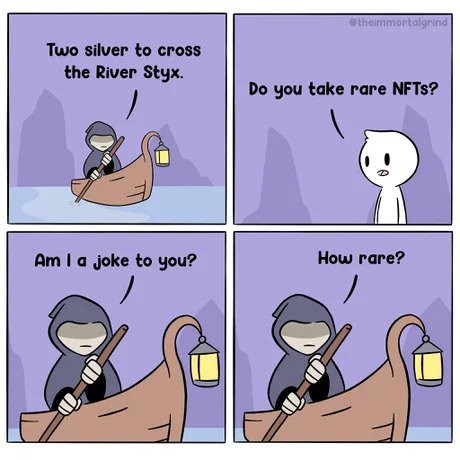 @theimmortalgrind
Two silver to cross
the River Styx.
Do you take rare NFTs?
Am I a joke to you?
How rare?